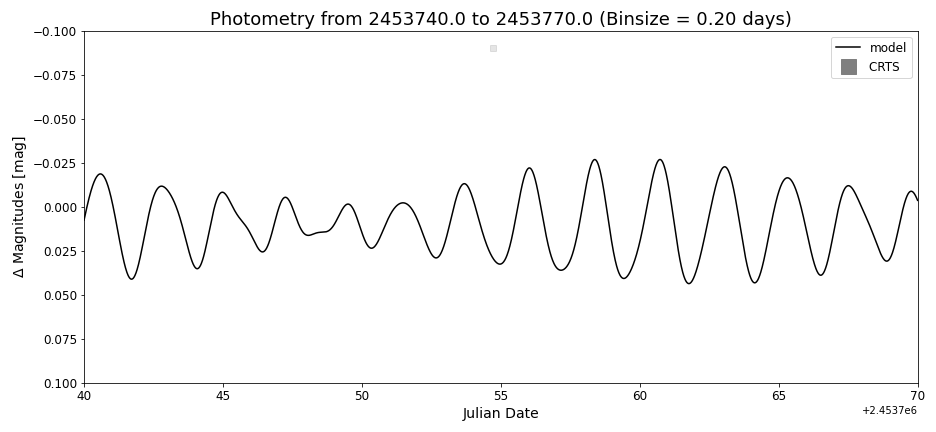 Photometry from 2453740.0 to 2453770.0 (Binsize = 0.20 days)
−0.100
−0.075
−0.050
−0.025
0.000
0.025
0.050
0.075
0.100
Δ Magnitudes [mag]
model
CRTS
40
45
50
55
60
65
70
Julian Date
+2.4537e6